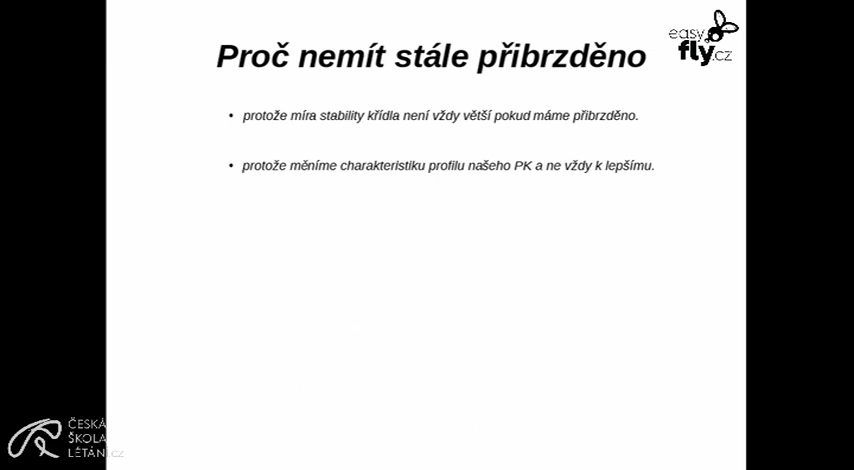 Proč nemít stále přibrzděno
easy
fly.cz
• protože míra stability křídla není vždy větší pokud máme přibrzděno.
• protože měníme charakteristiku profilu našeho PK a ne vždy k lepšímu.
ČESKÁ
ŠKOLA
LÉTÁNÍ.cz